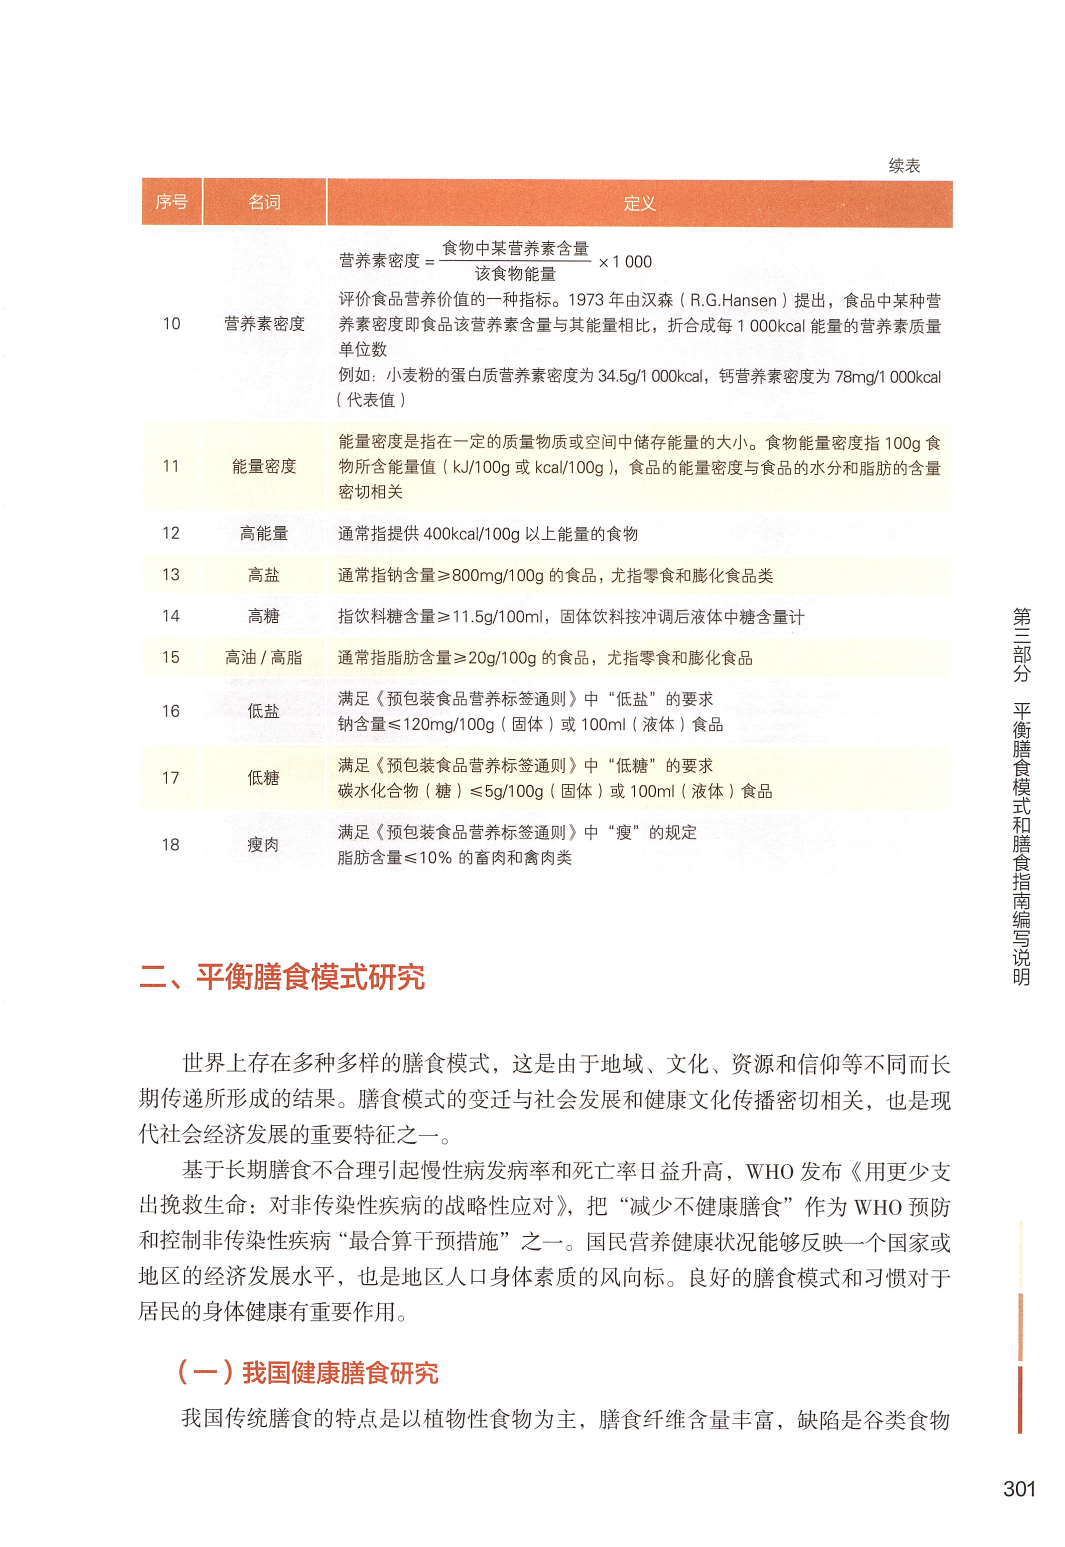 续表
序号 名词 定义
营养素密度 = 食物中某营养素含量 / 该食物能量 ×1 000
评价食品营养价值的一种指标。1973 年由汉森（R.G.Hansen）提出，食品中某种营
10 营养素密度 养素密度即食品该营养素含量与其能量相比，折合成每 1 000kcal 能量的营养素质量
单位数
例如：小麦粉的蛋白质营养素密度为 34.5g/1 000kcal，钙营养素密度为 78mg/1 000kcal
（代表值）
能量密度是指在一定的质量物质或空间中储存能量的大小。食物能量密度指 100g 食
11 能量密度 物所含能量值（kJ/100g 或 kcal/100g），食品的能量密度与食品的水分和脂肪的含量
密切相关
12 高能量 通常指提供 400kcal/100g 以上能量的食物
13 高盐 通常指钠含量≥800mg/100g 的食品，尤指零食和膨化食品类
14 高糖 指饮料糖含量≥11.5g/100ml，固体饮料按冲调后液体中糖含量计
15 高油 / 高脂 通常指脂肪含量≥20g/100g 的食品，尤指零食和膨化食品
满足《预包装食品营养标签通则》中“低盐”的要求
16 低盐
钠含量≤120mg/100g（固体）或 100ml（液体）食品
满足《预包装食品营养标签通则》中“低糖”的要求
17 低糖
碳水化合物（糖）≤5g/100g（固体）或 100ml（液体）食品
满足《预包装食品营养标签通则》中“瘦”的规定
18 瘦肉
脂肪含量≤10% 的畜肉和禽肉类
二、平衡膳食模式研究
世界上存在多种多样的膳食模式，这是由于地域、文化、资源和信仰等不同而长
期传递所形成的结果。膳食模式的变迁与社会发展和健康文化传播密切相关，也是现
代社会经济发展的重要特征之一。
基于长期膳食不合理引起慢性病发病率和死亡率日益升高，WHO 发布《用更少支
出挽救生命：对非传染性疾病的战略性应对》，把“减少不健康膳食”作为 WHO 预防
和控制非传染性疾病“最合算干预措施”之一。国民营养健康状况能够反映一个国家或
地区的经济发展水平，也是地区人口身体素质的风向标。良好的膳食模式和习惯对于
居民的身体健康有重要作用。
（一）我国健康膳食研究
我国传统膳食的特点是以植物性食物为主，膳食纤维含量丰富，缺陷是谷类食物
第三部分 平衡膳食模式和膳食指南编写说明
301